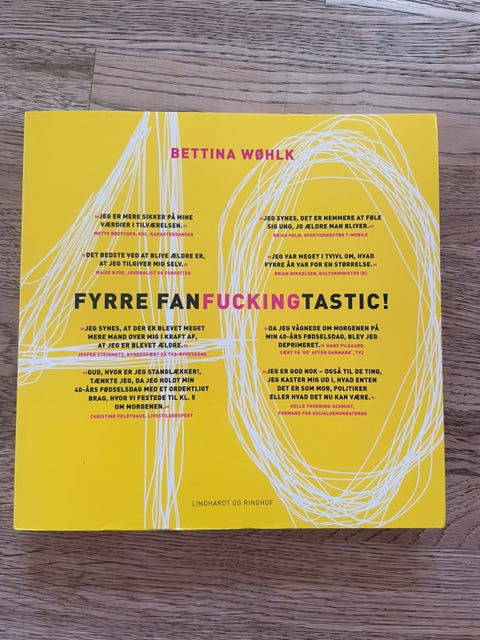 BETTINA WØHLK
»JEG ER MERE SIKKER PÅ MINE
VÆRDIER I TILVÆRELSEN.«
METTE BØDTCHEN, KOL, KARAKTERDANSER
»DET BEDSTE VED AT BLIVE ÆLDRE ER,
AT JEG TILGIVER MIG SELV.«
MAISE NJOR, JOURNALIST OG FORFATTER
»JEG SYNES, DET ER NEMMERE AT FØLE
SIG UNG, JO ÆLDRE MAN BLIVER.«
BRIAN HOLM, SPORTSDIREKTØR T-MOBILE
»JEG VAR MEGET I TVIVL OM, HVAD
FYRRE ÅR VAR FOR EN STØRRELSE.«
BRIAN MIKKELSEN, KULTURMINISTER (K)
FYRRE FANFUCKINGTASTIC!
»JEG SYNES, AT DER ER BLEVET MEGET
MERE MAND OVER MIG I KRAFT AF,
AT JEG ER BLEVET ÆLDRE.«
JESPER STEINMETZ, NYHEDSVÆRT PÅ TV2-NYHEDERNE
»GUD, HVOR ER JEG STANGLÆKKER!,
TÆNKTE JEG, DA JEG HOLDT MIN
40-ÅRS FØDSELSDAG MED ET ORDENTLIGT
BRAG, HVOR VI FESTEDE TIL KL. 5
OM MORGENEN.«
CHRISTINE FELDTHAUS, LIVSSTILSEKSPERT
»DA JEG VÅGNEDE OM MORGENEN PÅ
MIN 40-ÅRS FØDSELSDAG, BLEV JEG
DEPRIMERET.« HANS PILGAARD,
VÆRT PÅ 'GO' AFTEN DANMARK', TV2
»JEG ER GOD NOK – OGSÅ TIL DE TING,
JEG KASTER MIG UD I, HVAD ENTEN
DET ER SOM MOR, POLITIKER
ELLER HVAD DET NU KAN VÆRE.«
HELLE THORNING-SCHMIDT,
FORMAND FOR SOCIALDEMOKRATERNE
40
LINDHARDT OG RINGHOF